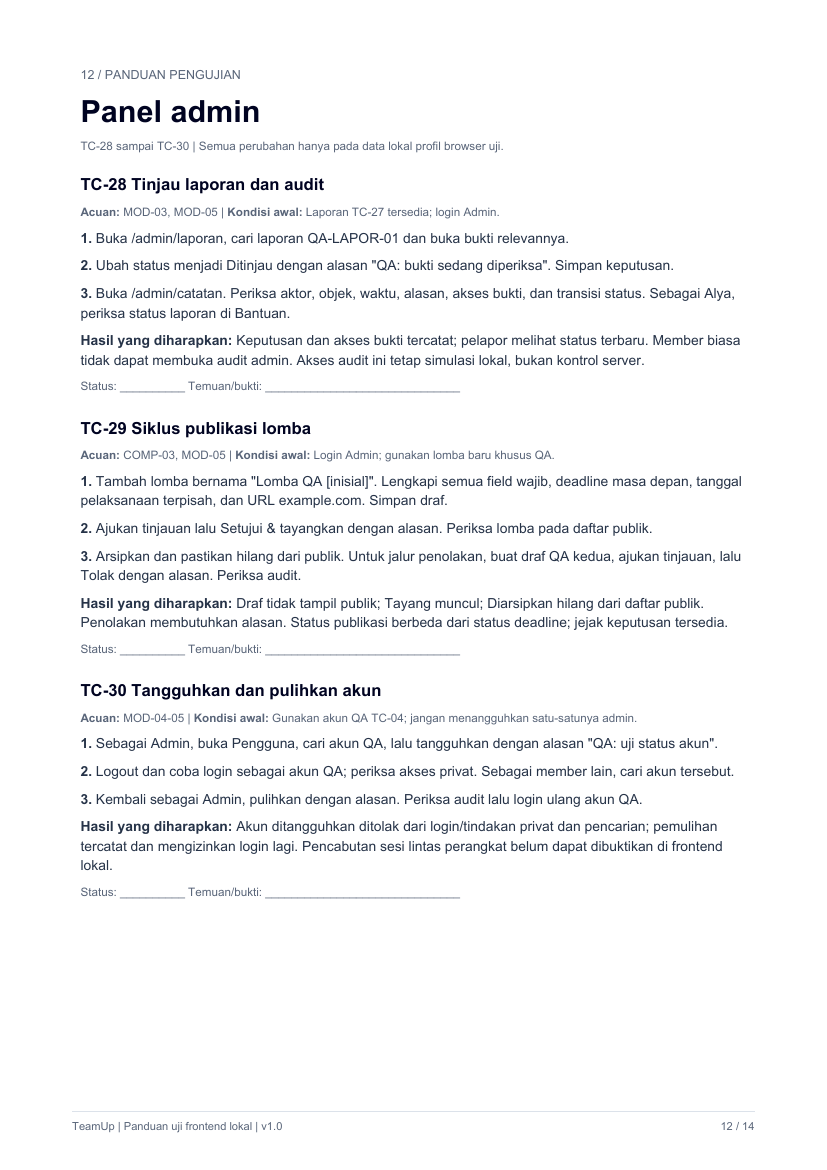 12 / PANDUAN PENGUJIAN
Panel admin
TC-28 sampai TC-30 | Semua perubahan hanya pada data lokal profil browser uji.
TC-28 Tinjau laporan dan audit
Acuan: MOD-03, MOD-05 | Kondisi awal: Laporan TC-27 tersedia; login Admin.
1. Buka /admin/laporan, cari laporan QA-LAPOR-01 dan buka bukti relevannya.
2. Ubah status menjadi Ditinjau dengan alasan "QA: bukti sedang diperiksa". Simpan keputusan.
3. Buka /admin/catatan. Periksa aktor, objek, waktu, alasan, akses bukti, dan transisi status. Sebagai Alya,
periksa status laporan di Bantuan.
Hasil yang diharapkan: Keputusan dan akses bukti tercatat; pelapor melihat status terbaru. Member biasa
tidak dapat membuka audit admin. Akses audit ini tetap simulasi lokal, bukan kontrol server.
Status: __________ Temuan/bukti: ______________________________
TC-29 Siklus publikasi lomba
Acuan: COMP-03, MOD-05 | Kondisi awal: Login Admin; gunakan lomba baru khusus QA.
1. Tambah lomba bernama "Lomba QA [inisial]". Lengkapi semua field wajib, deadline masa depan, tanggal
pelaksanaan terpisah, dan URL example.com. Simpan draf.
2. Ajukan tinjauan lalu Setujui & tayangkan dengan alasan. Periksa lomba pada daftar publik.
3. Arsipkan dan pastikan hilang dari publik. Untuk jalur penolakan, buat draf QA kedua, ajukan tinjauan, lalu
Tolak dengan alasan. Periksa audit.
Hasil yang diharapkan: Draf tidak tampil publik; Tayang muncul; Diarsipkan hilang dari daftar publik.
Penolakan membutuhkan alasan. Status publikasi berbeda dari status deadline; jejak keputusan tersedia.
Status: __________ Temuan/bukti: ______________________________
TC-30 Tangguhkan dan pulihkan akun
Acuan: MOD-04-05 | Kondisi awal: Gunakan akun QA TC-04; jangan menangguhkan satu-satunya admin.
1. Sebagai Admin, buka Pengguna, cari akun QA, lalu tangguhkan dengan alasan "QA: uji status akun".
2. Logout dan coba login sebagai akun QA; periksa akses privat. Sebagai member lain, cari akun tersebut.
3. Kembali sebagai Admin, pulihkan dengan alasan. Periksa audit lalu login ulang akun QA.
Hasil yang diharapkan: Akun ditangguhkan ditolak dari login/tindakan privat dan pencarian; pemulihan
tercatat dan mengizinkan login lagi. Pencabutan sesi lintas perangkat belum dapat dibuktikan di frontend
lokal.
Status: __________ Temuan/bukti: ______________________________
TeamUp | Panduan uji frontend lokal | v1.0
12 / 14